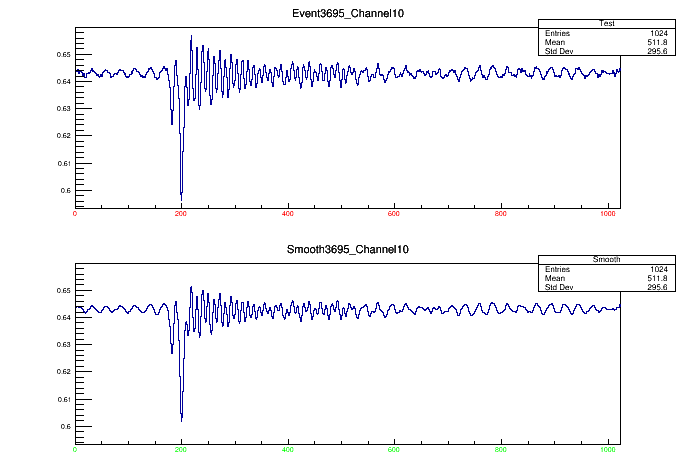 Event3695_Channel10
Test
Entries 1024
Mean 511.8
Std Dev 295.6
0.65
0.64
0.63
0.62
0.61
0.6
0 200 400 600 800 1000
Smooth3695_Channel10
Smooth
Entries 1024
Mean 511.8
Std Dev 295.6
0.65
0.64
0.63
0.62
0.61
0.6
0 200 400 600 800 1000